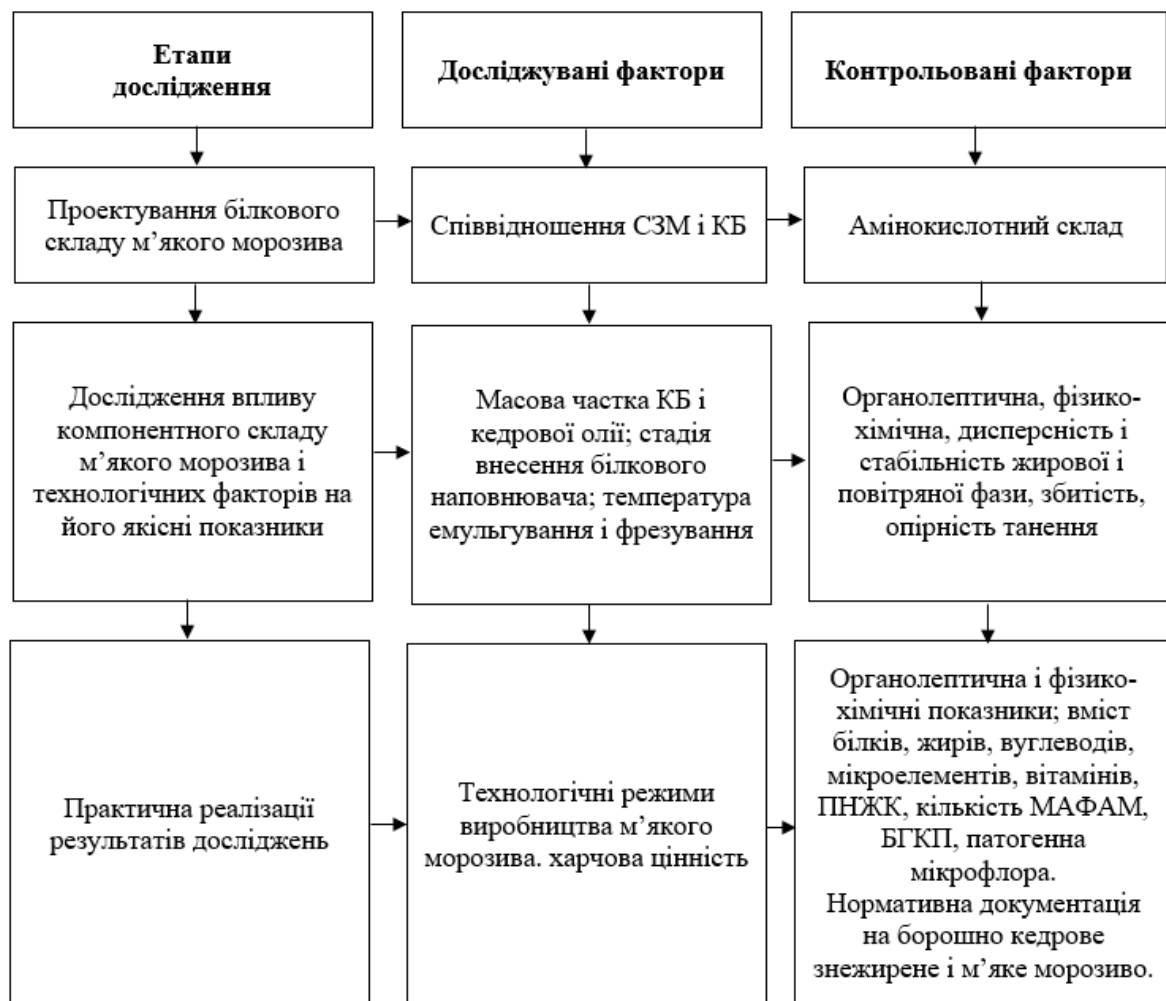 Етапи
дослідження
Досліджувані фактори
Контрольовані фактори
Проектування білкового
складу м’якого морозива
Співвідношення СЗМ і КБ
Амінокислотний склад
Дослідження впливу
компонентного складу
м’якого морозива і
технологічних факторів на
його якісні показники
Масова частка КБ і
кедрової олії; стадія
внесення білкового
наповнювача; температура
емульгування і фрезування
Органолептична, фізико-
хімічна, дисперсність і
стабільність жирової і
повітряної фази, збитість,
опірність танення
Практична реалізації
результатів досліджень
Технологічні режими
виробництва м’якого
морозива. харчова цінність
Органолептична і фізико-
хімічні показники; вміст
білків, жирів, вуглеводів,
мікроелементів, вітамінів,
ПНЖК, кількість МАФАМ,
БГКП, патогенна
мікрофлора.
Нормативна документація
на борошно кедрове
знежирене і м’яке морозиво.